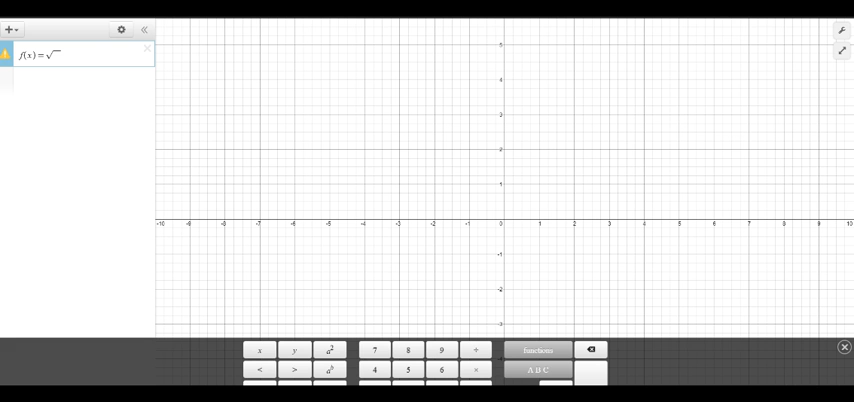 f(x)=√
5
4
3
2
1
-10 -9 -8 -7 -6 -5 -4 -3 -2 -1 0 1 2 3 4 5 6 7 8 9 10
-1
-2
-3
x y a² 7 8 9 ÷ functions
< > aᵇ 4 5 6 × A B C